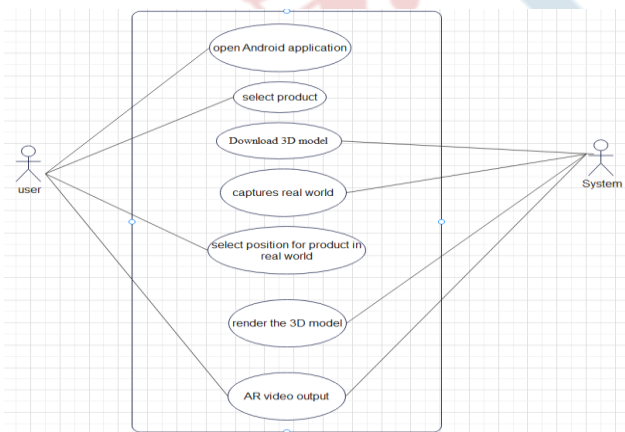 open Android application
select product
Download 3D model
user
System
captures real world
select position for product in
real world
render the 3D model
AR video output